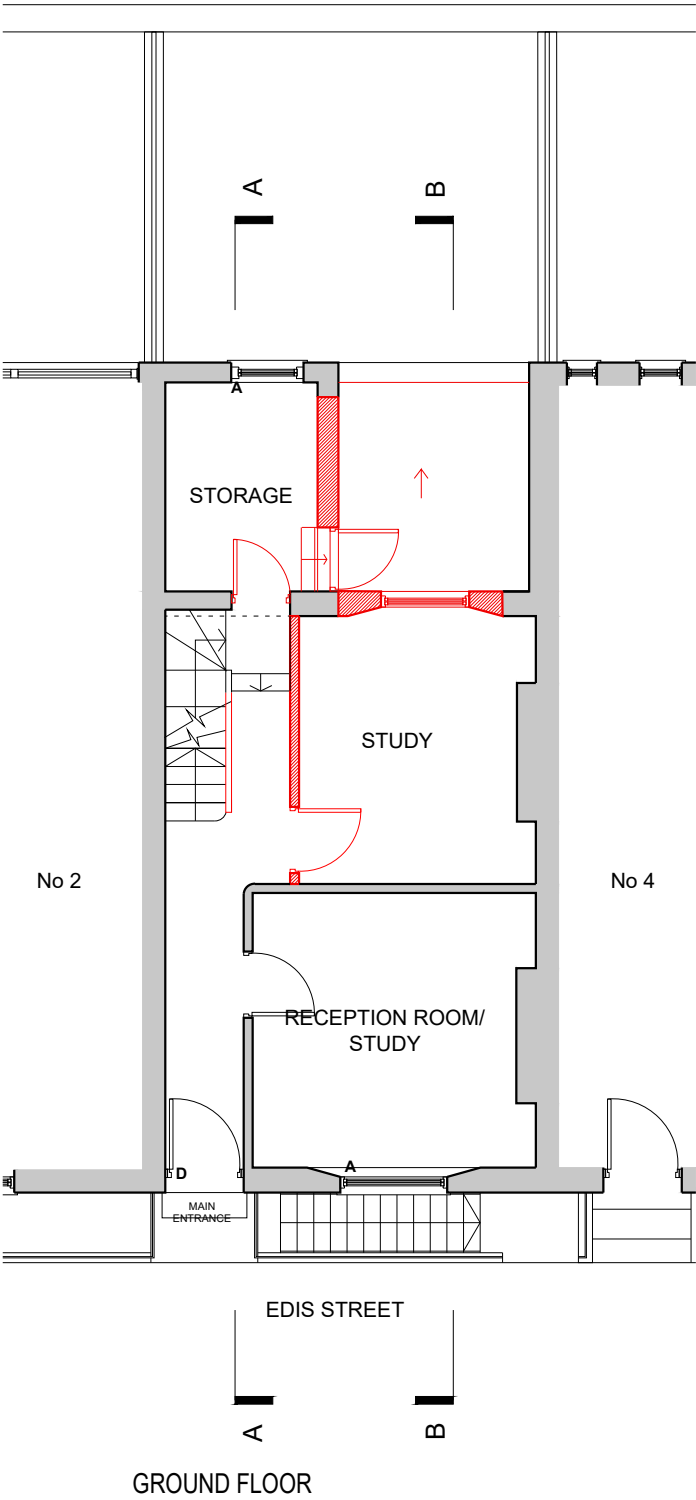 A
B
A
STORAGE
STUDY
No 2
No 4
RECEPTION ROOM/
STUDY
D
A
MAIN
ENTRANCE
EDIS STREET
A
B
GROUND FLOOR